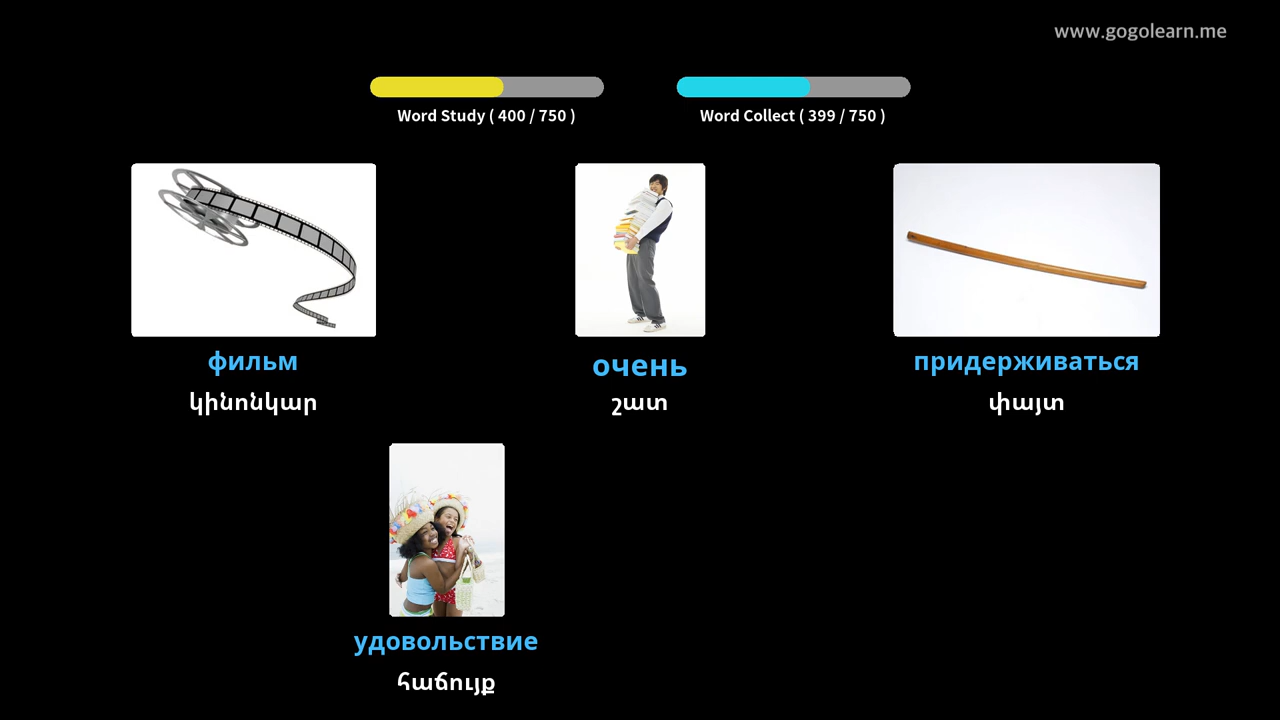 www.gogolearn.me
Word Study ( 400 / 750 )
Word Collect ( 399 / 750 )
фильм
կինոնկար
очень
շատ
придерживаться
փայտ
удовольствие
հաճույք